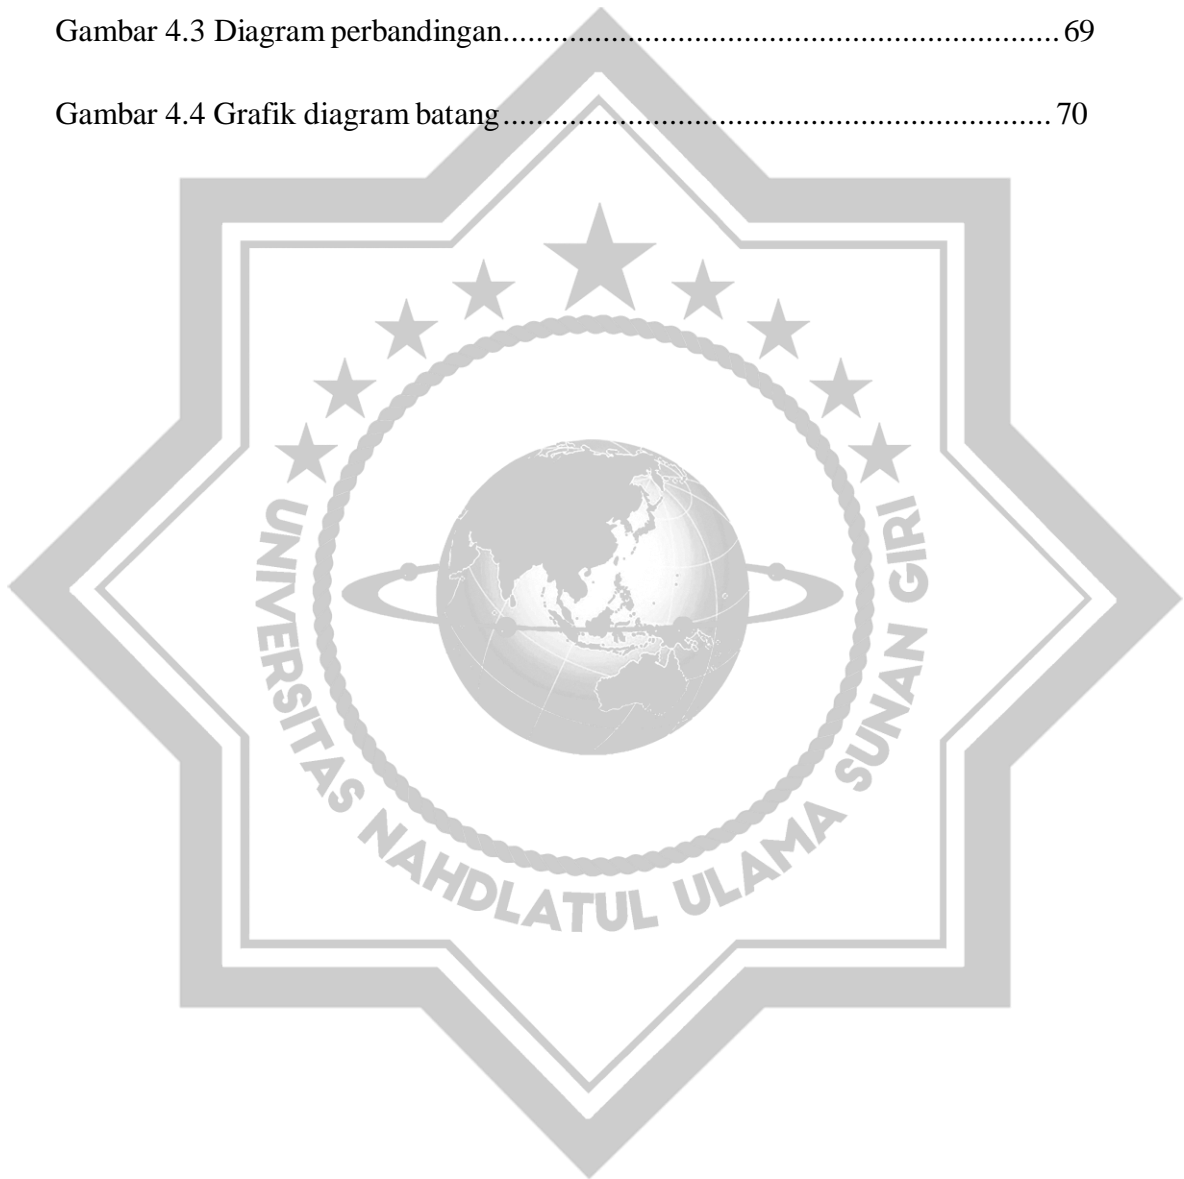 Gambar 4.3 Diagram perbandingan................................................................... 69
Gambar 4.4 Grafik diagram batang.................................................................. 70
UNIVERSITAS NAHDLATUL ULAMA SUNAN GIRI